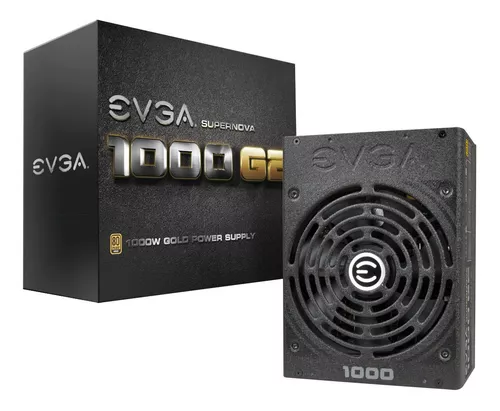 EVGA.
EVGA. SUPERNOVA
1000 G2
1000W GOLD POWER SUPPLY
EVGA
1000